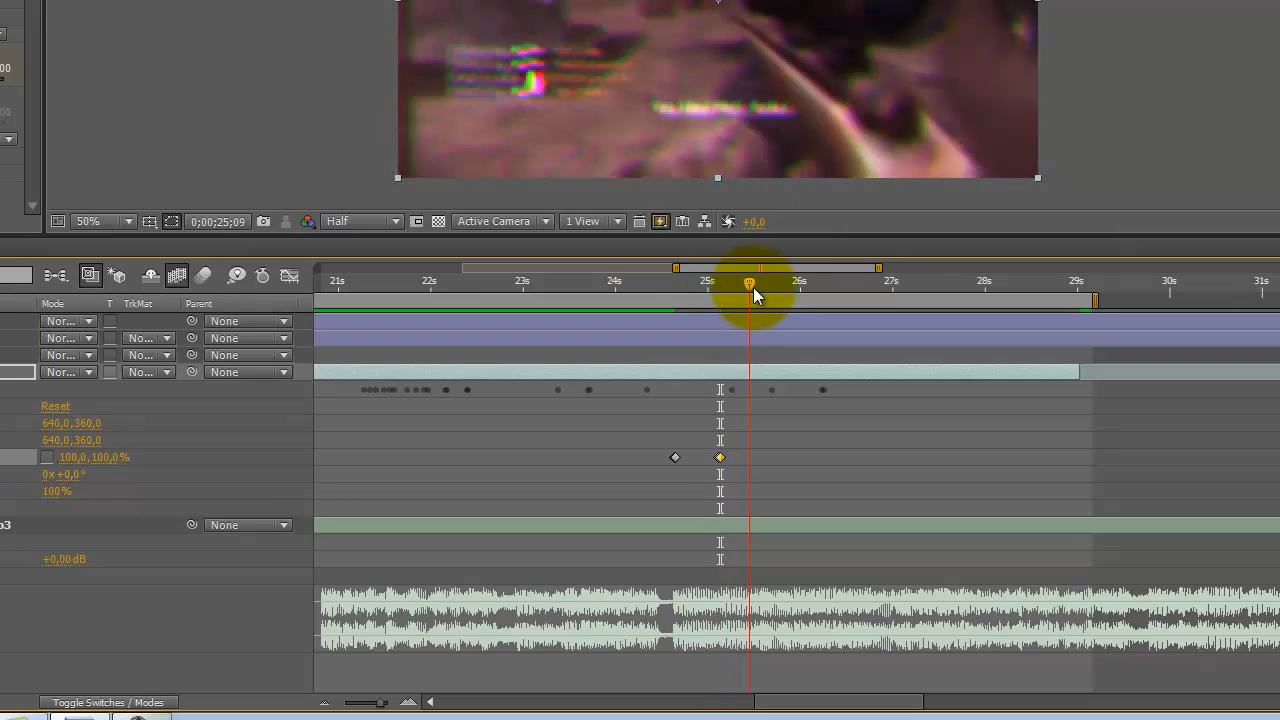 00
00
50%
0;00;25;09
Half
Active Camera
1 View
+0,0
21s 22s 23s 24s 25s 26s 27s 28s 29s 30s 31s
Mode T TrkMat Parent
Nor... None
Nor... No... None
Nor... No... None
Nor... No... None
Reset
640,0,360,0
640,0,360,0
100,0,100,0%
0x+0,0°
100%
p3 None
+0,00dB
Toggle Switches / Modes